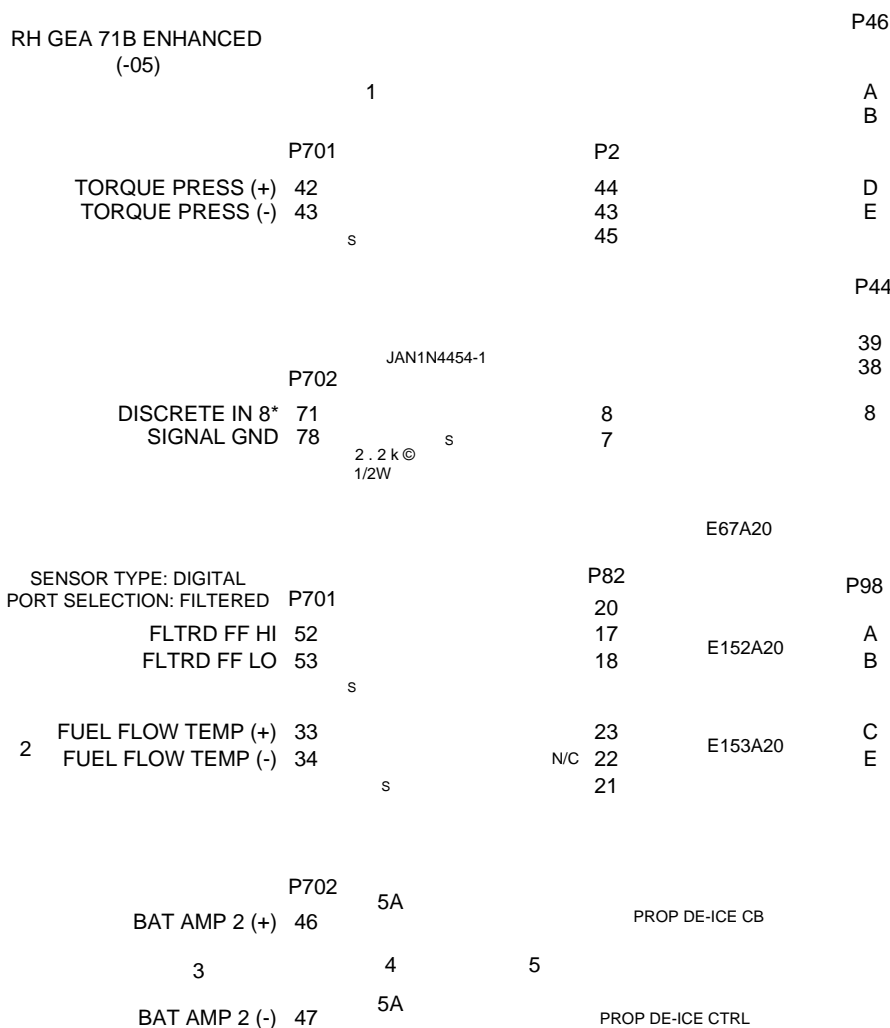 P46
RH GEA 71B ENHANCED
(-05)
1 A
B
P701 P2
TORQUE PRESS (+) 42 44 D
TORQUE PRESS (-) 43 43 E
S 45
P44
39
JAN1N4454-1 38
P702
DISCRETE IN 8* 71 8 8
SIGNAL GND 78 S 7
2.2k©
1/2W
E67A20
SENSOR TYPE: DIGITAL P82 P98
PORT SELECTION: FILTERED P701
20
FLTRD FF HI 52 17 A
E152A20
FLTRD FF LO 53 18 B
S
FUEL FLOW TEMP (+) 33 23 C
2 E153A20
FUEL FLOW TEMP (-) 34 N/C 22 E
S 21
P702
5A
BAT AMP 2 (+) 46 PROP DE-ICE CB
3 4 5
5A
BAT AMP 2 (-) 47 PROP DE-ICE CTRL